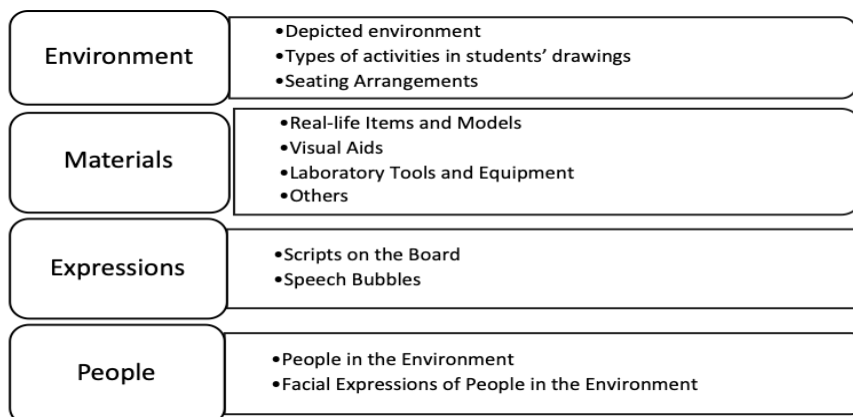 Environment
•Depicted environment
•Types of activities in students' drawings
•Seating Arrangements
Materials
•Real-life Items and Models
•Visual Aids
•Laboratory Tools and Equipment
•Others
Expressions
•Scripts on the Board
•Speech Bubbles
People
•People in the Environment
•Facial Expressions of People in the Environment